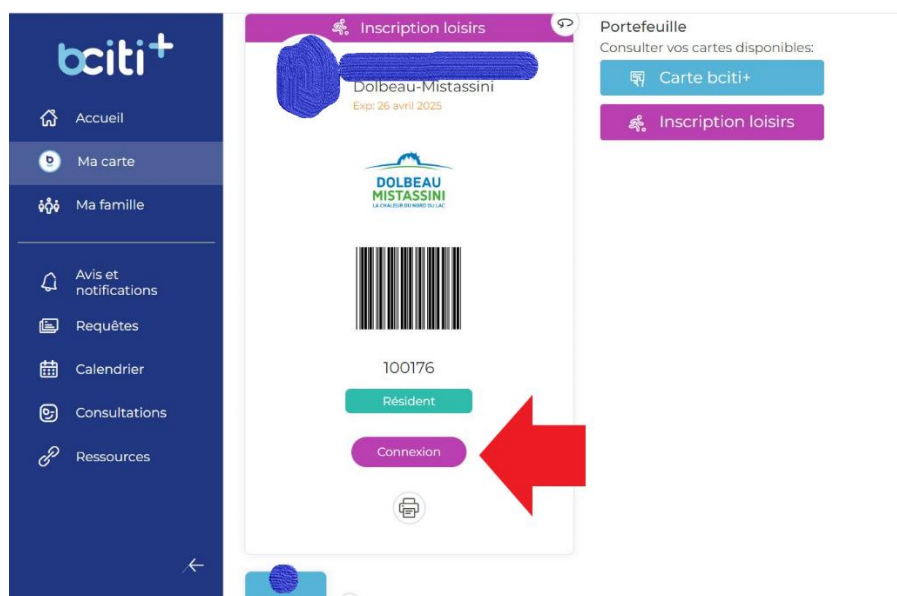 bciti+
Accueil
Ma carte
Ma famille
Avis et
notifications
Requêtes
Calendrier
Consultations
Ressources
Inscription loisirs
Dolbeau-Mistassini
Exp: 26 avril 2025
DOLBEAU
MISTASSINI
LA CHALEUR DU NORD DU LAC
100176
Résident
Connexion
Portefeuille
Consulter vos cartes disponibles:
Carte bciti+
Inscription loisirs